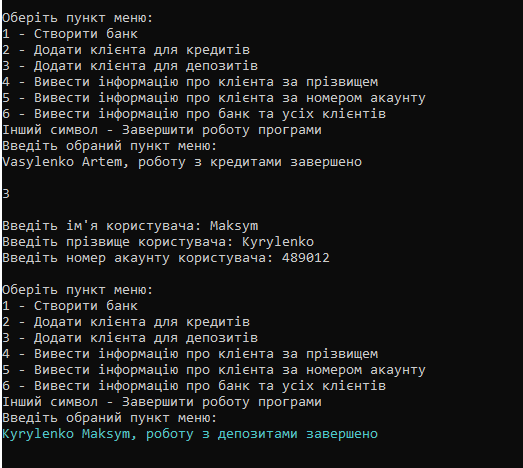 Оберіть пункт меню:
1 - Створити банк
2 - Додати клієнта для кредитів
3 - Додати клієнта для депозитів
4 - Вивести інформацію про клієнта за прізвищем
5 - Вивести інформацію про клієнта за номером акаунту
6 - Вивести інформацію про банк та усіх клієнтів
Інший символ - Завершити роботу програми
Введіть обраний пункт меню:
Vasylenko Artem, роботу з кредитами завершено
3
Введіть ім'я користувача: Maksym
Введіть прізвище користувача: Kyrylenko
Введіть номер акаунту користувача: 489012
Оберіть пункт меню:
1 - Створити банк
2 - Додати клієнта для кредитів
3 - Додати клієнта для депозитів
4 - Вивести інформацію про клієнта за прізвищем
5 - Вивести інформацію про клієнта за номером акаунту
6 - Вивести інформацію про банк та усіх клієнтів
Інший символ - Завершити роботу програми
Введіть обраний пункт меню:
Kyrylenko Maksym, роботу з депозитами завершено